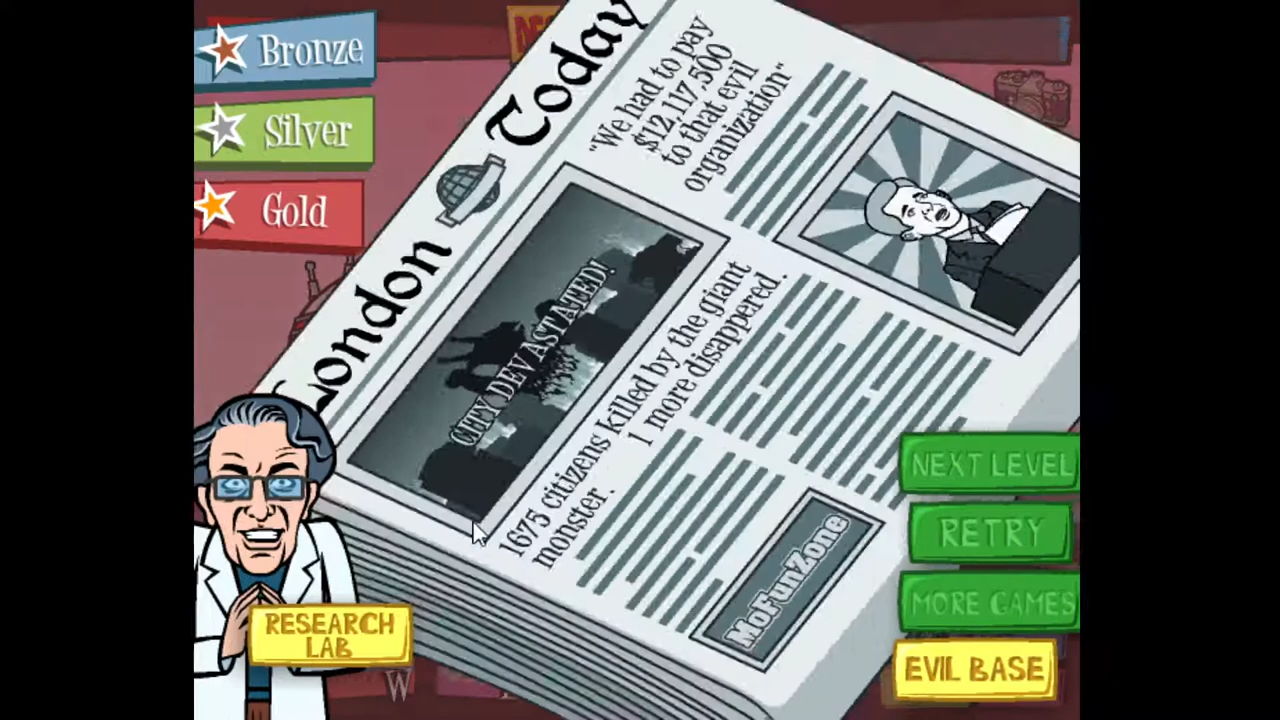 Bronze
Silver
Gold
London Today
"We had to pay
$12,117,500
to that evil
organization"
CITY DEVASTATED!
1675 citizens killed by the giant
monster.
1 more disappeared.
MoFunZone
RESEARCH
LAB
NEXT LEVEL
RETRY
MORE GAMES
EVIL BASE
W